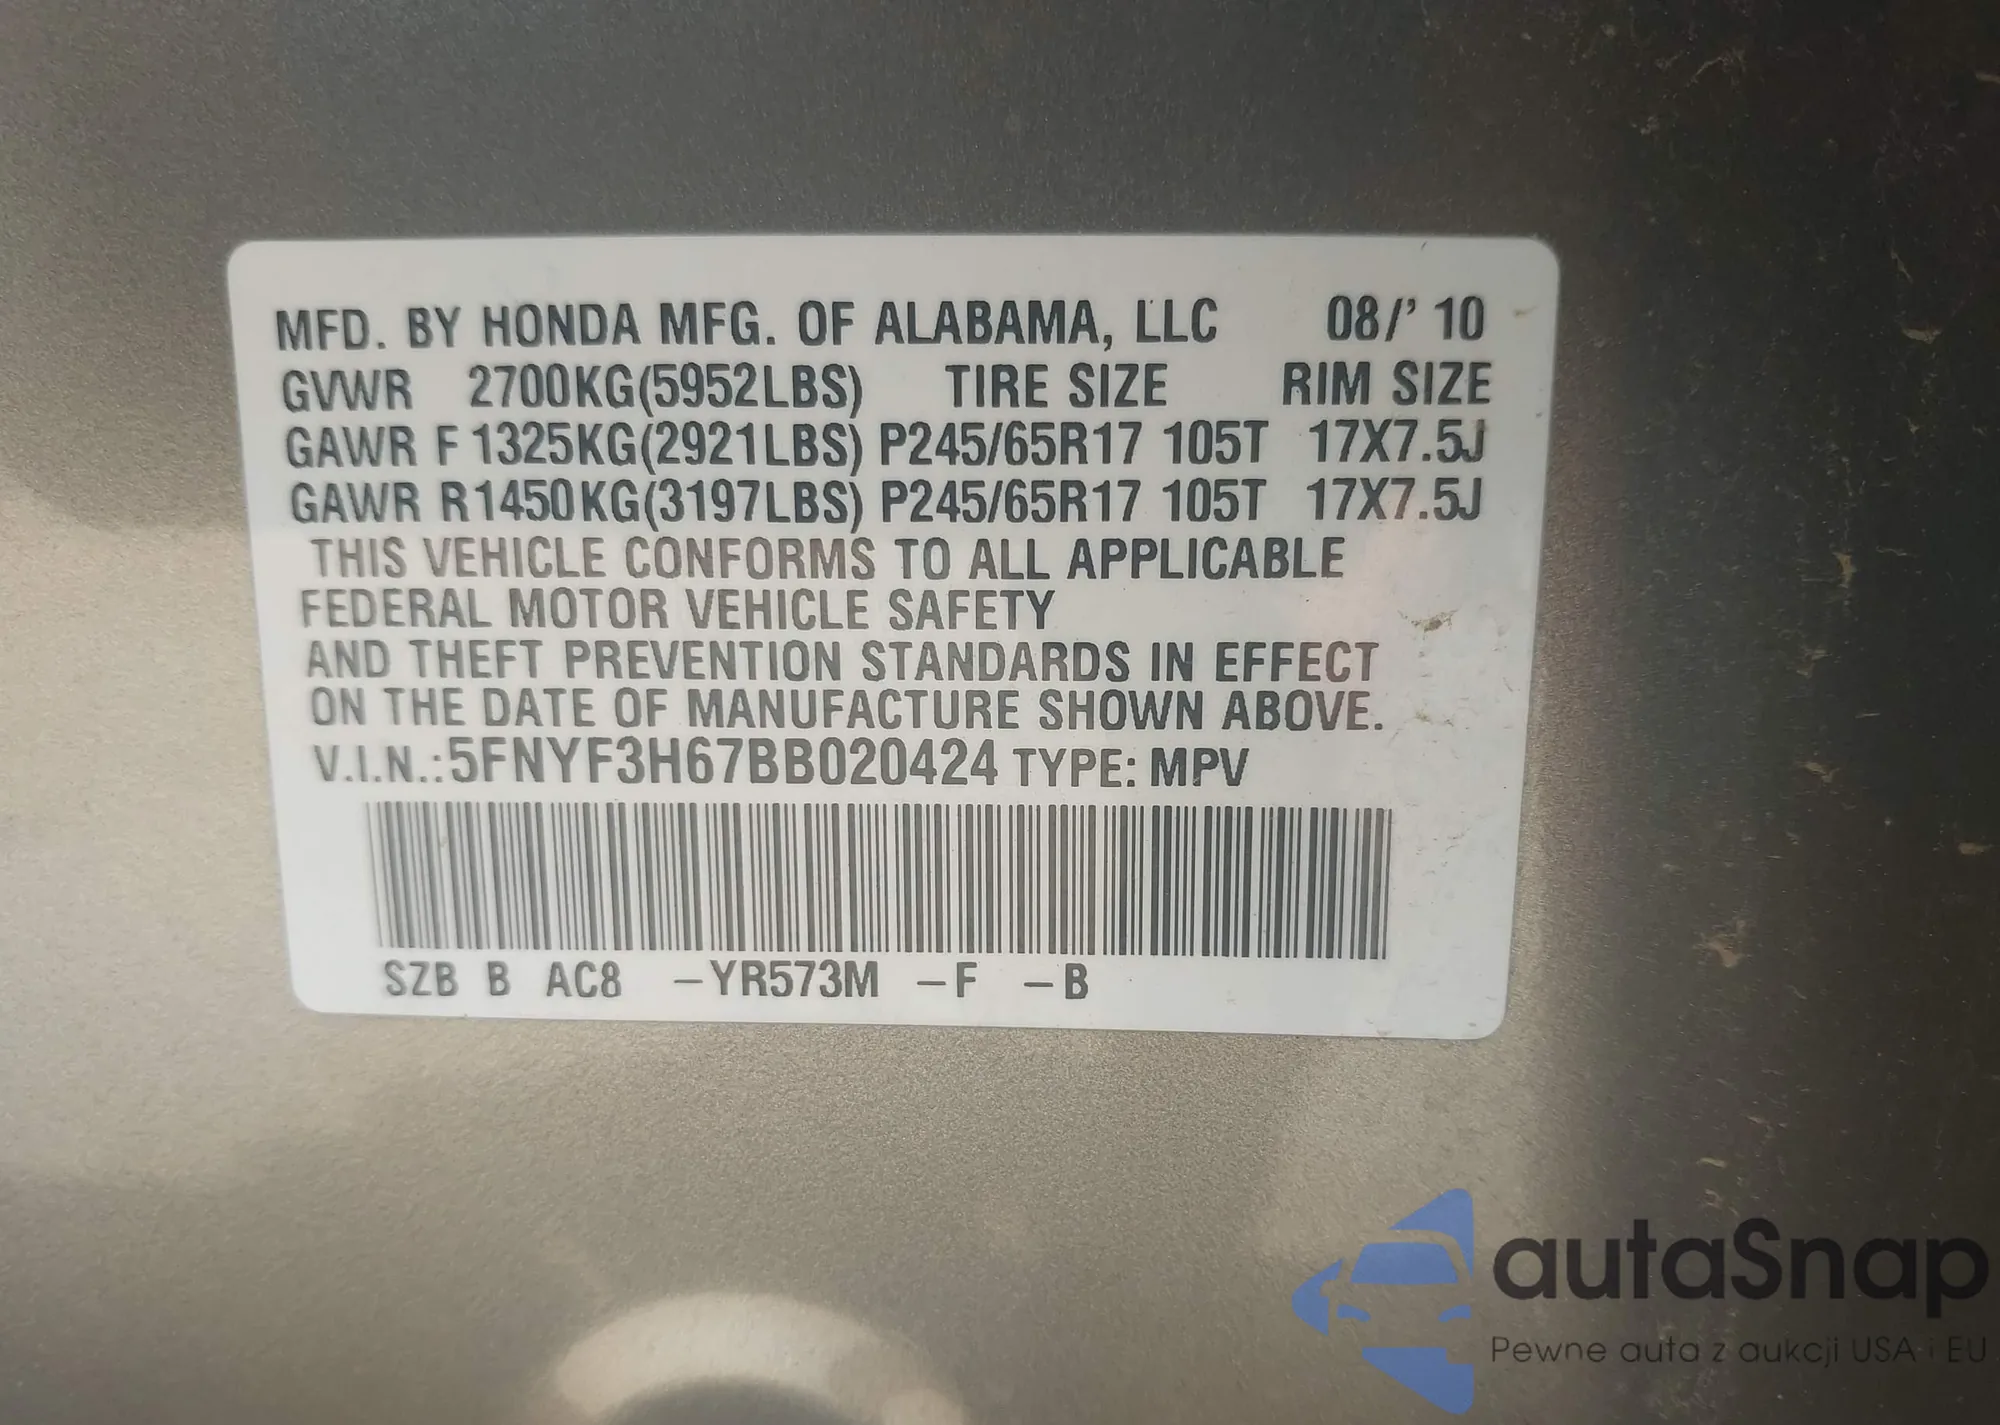 MFD. BY HONDA MFG. OF ALABAMA, LLC 08/' 10
GVWR 2700KG(5952LBS) TIRE SIZE RIM SIZE
GAWR F 1325KG(2921LBS) P245/65R17 105T 17X7.5J
GAWR R1450KG(3197LBS) P245/65R17 105T 17X7.5J
THIS VEHICLE CONFORMS TO ALL APPLICABLE
FEDERAL MOTOR VEHICLE SAFETY
AND THEFT PREVENTION STANDARDS IN EFFECT
ON THE DATE OF MANUFACTURE SHOWN ABOVE.
V.I.N.:5FNYF3H67BB020424 TYPE: MPV
SZB B AC8 –YR573M –F –B
autaSnap
Pewne auta z aukcji USA i EU